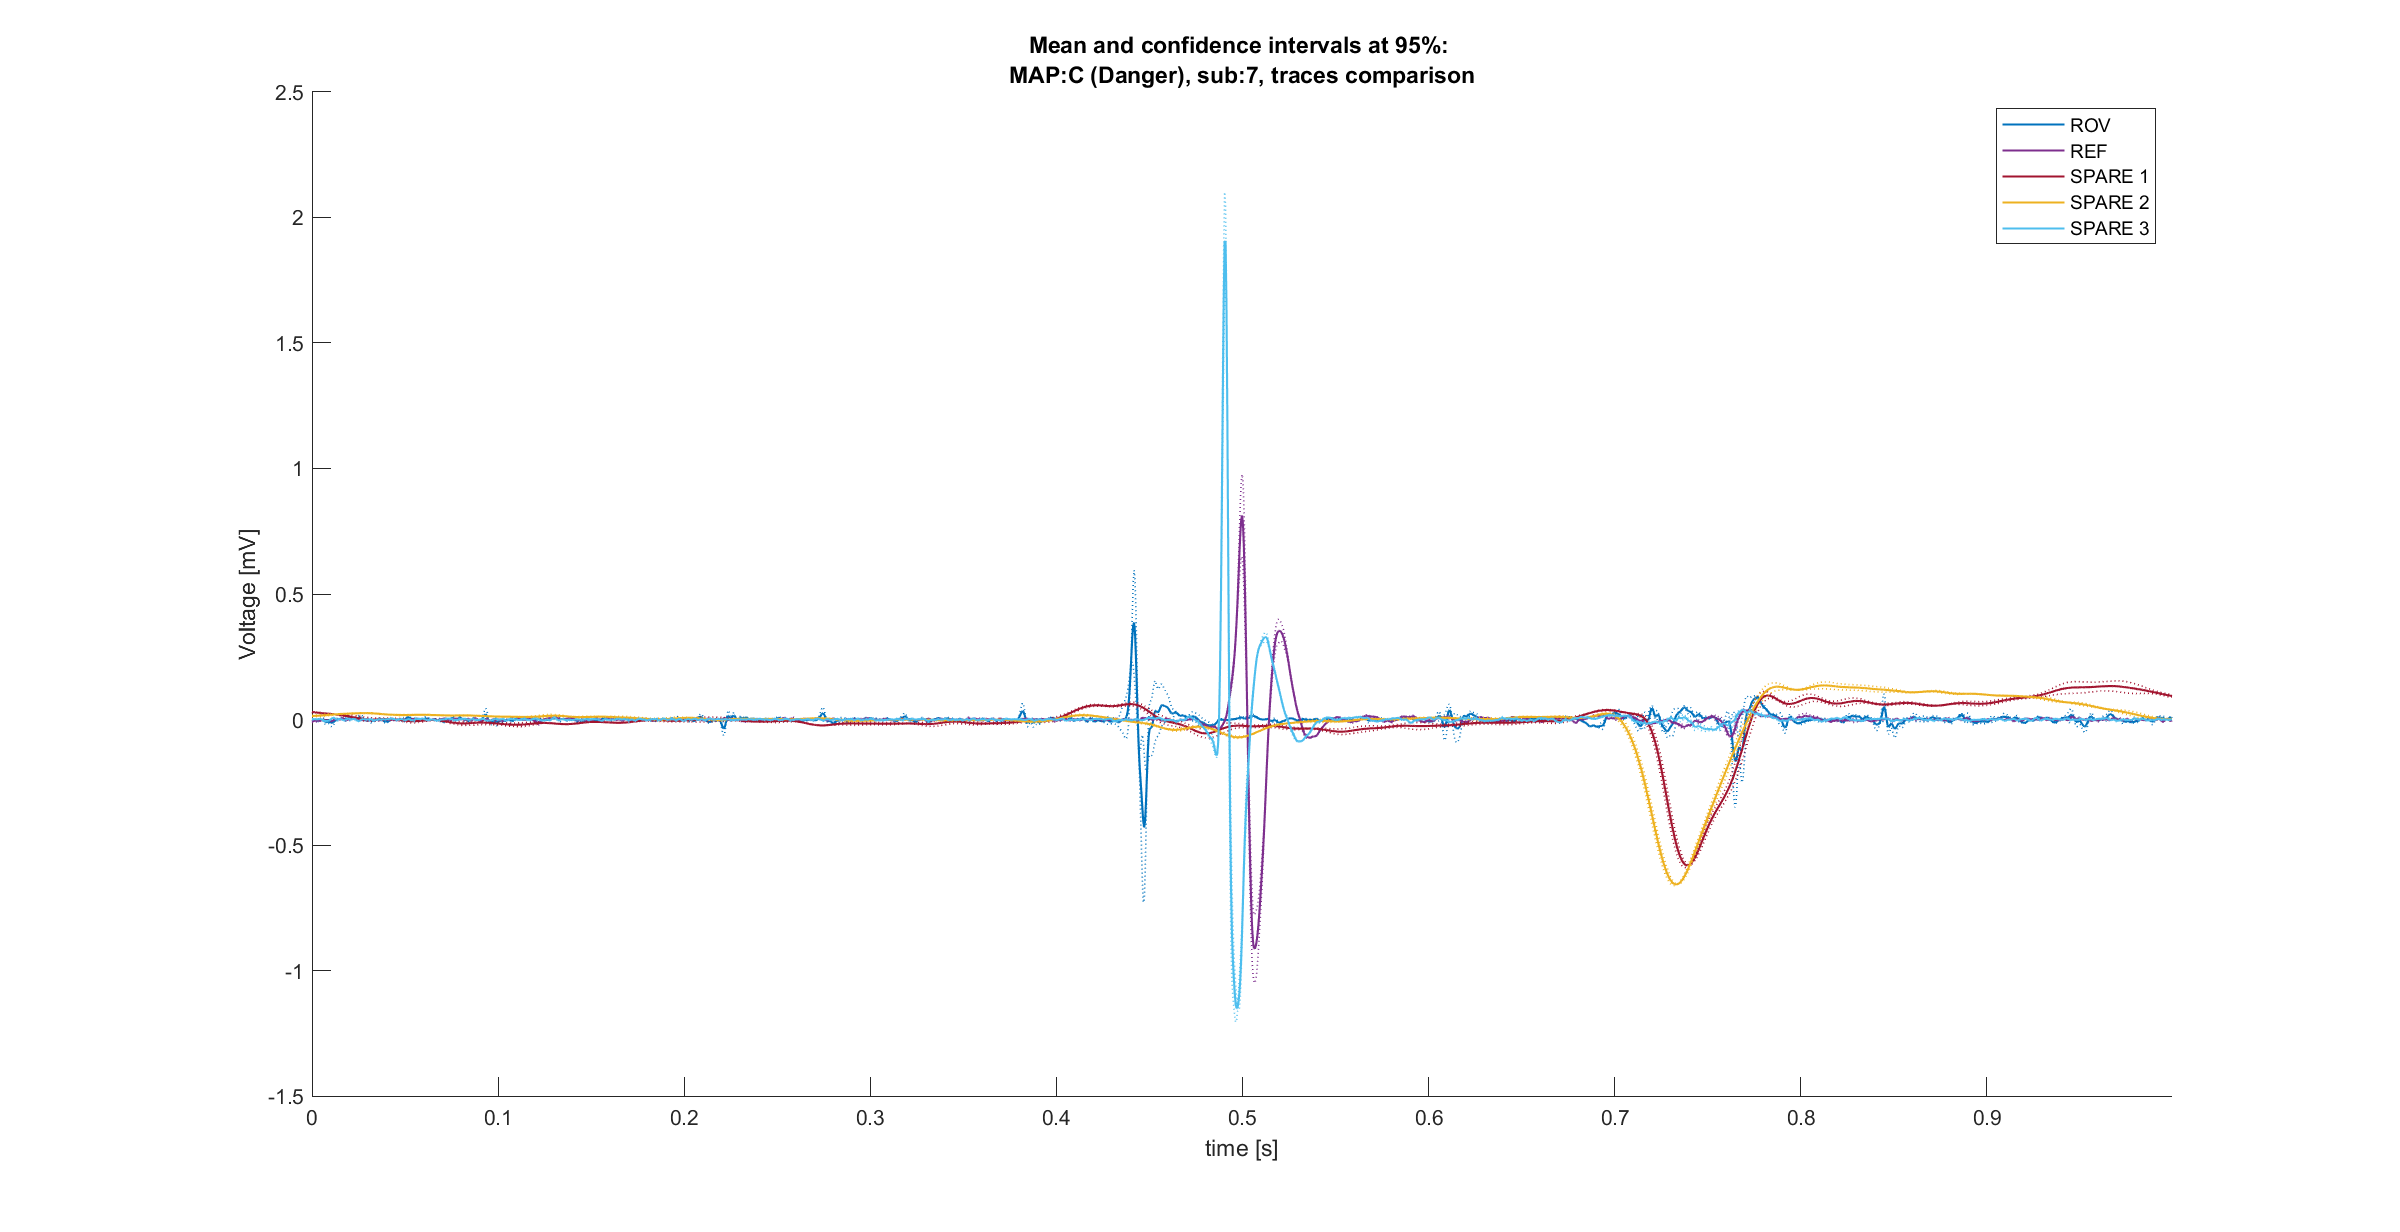 Mean and confidence intervals at 95%:
MAP:C (Danger), sub:7, traces comparison
2.5
2
1.5
1
0.5
0
-0.5
-1
-1.5
Voltage [mV]
ROV
REF
SPARE 1
SPARE 2
SPARE 3
0
0.1
0.2
0.3
0.4
0.5
0.6
0.7
0.8
0.9
time [s]